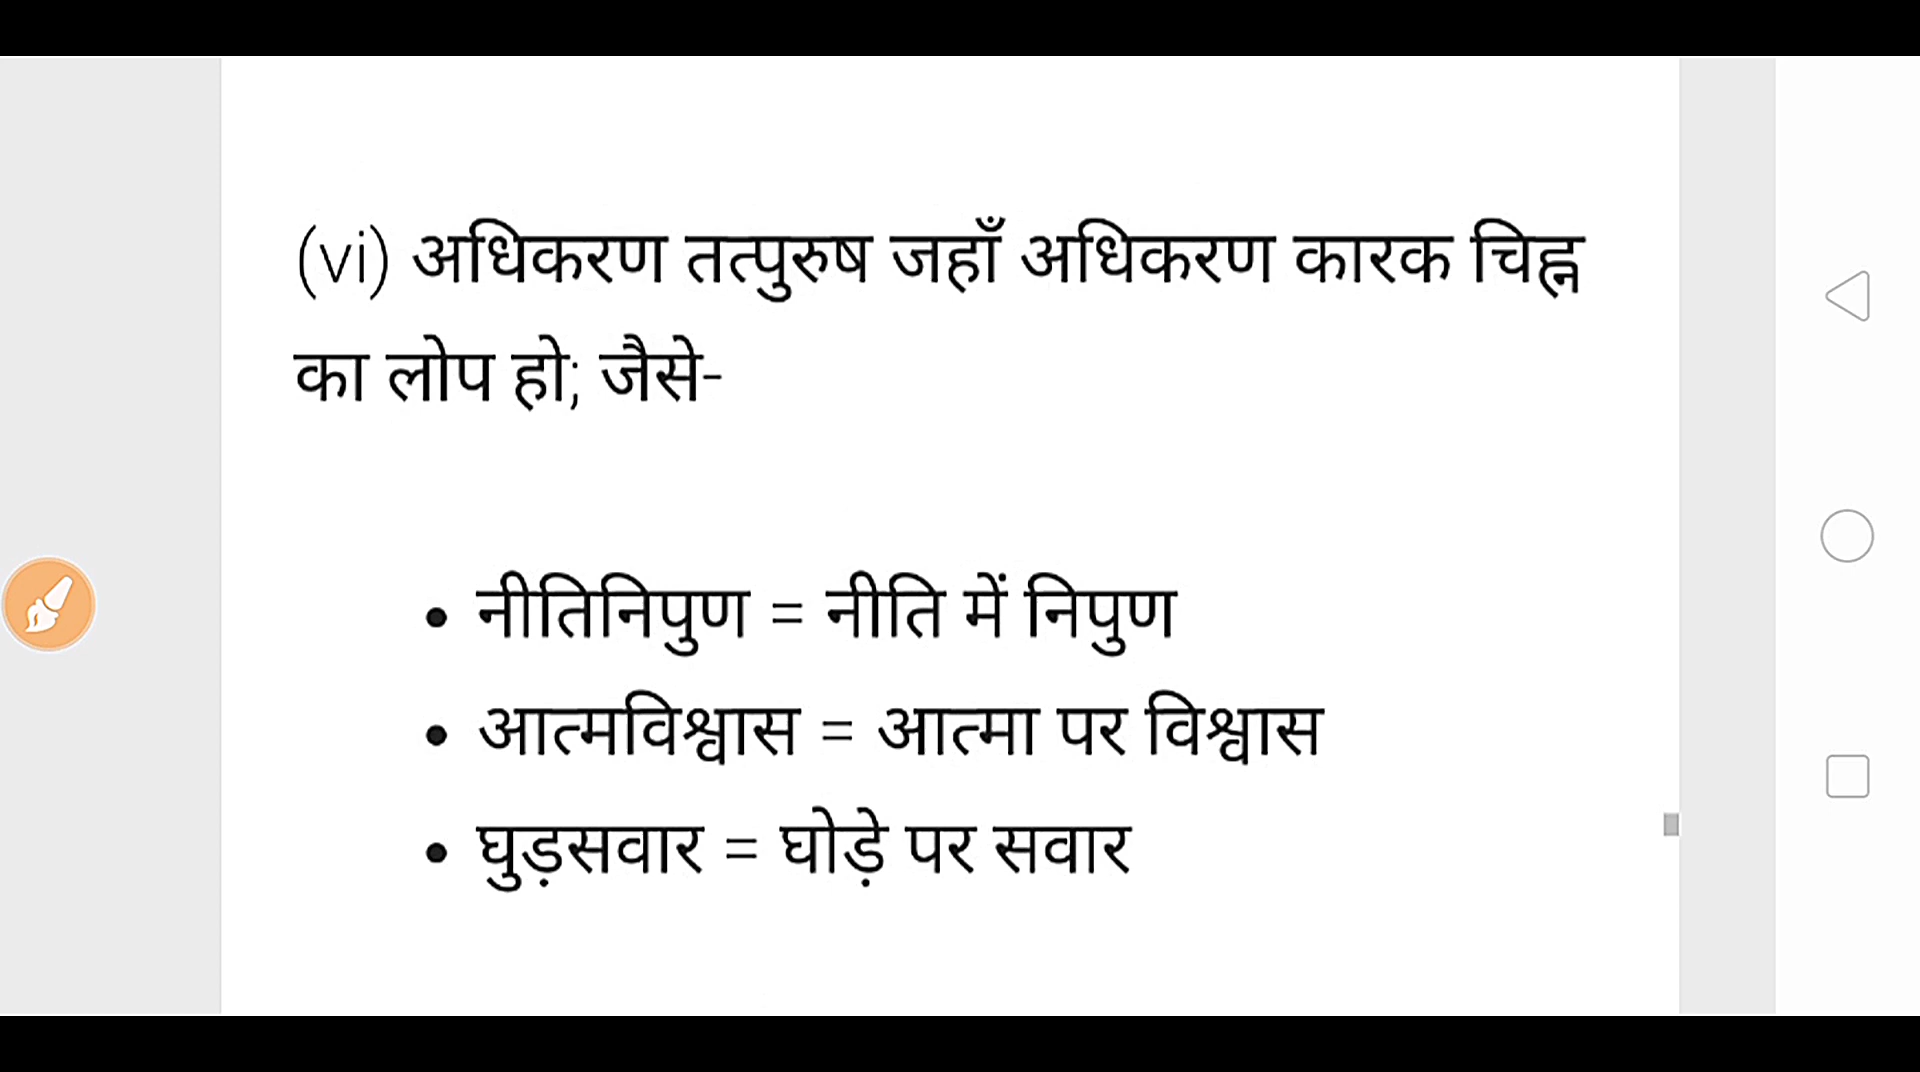 (vi) अधिकरण तत्पुरुष जहाँ अधिकरण कारक चिह्न
का लोप हो; जैसे-
• नीतिनिपुण = नीति में निपुण
• आत्मविश्वास = आत्मा पर विश्वास
• घुड़सवार = घोड़े पर सवार